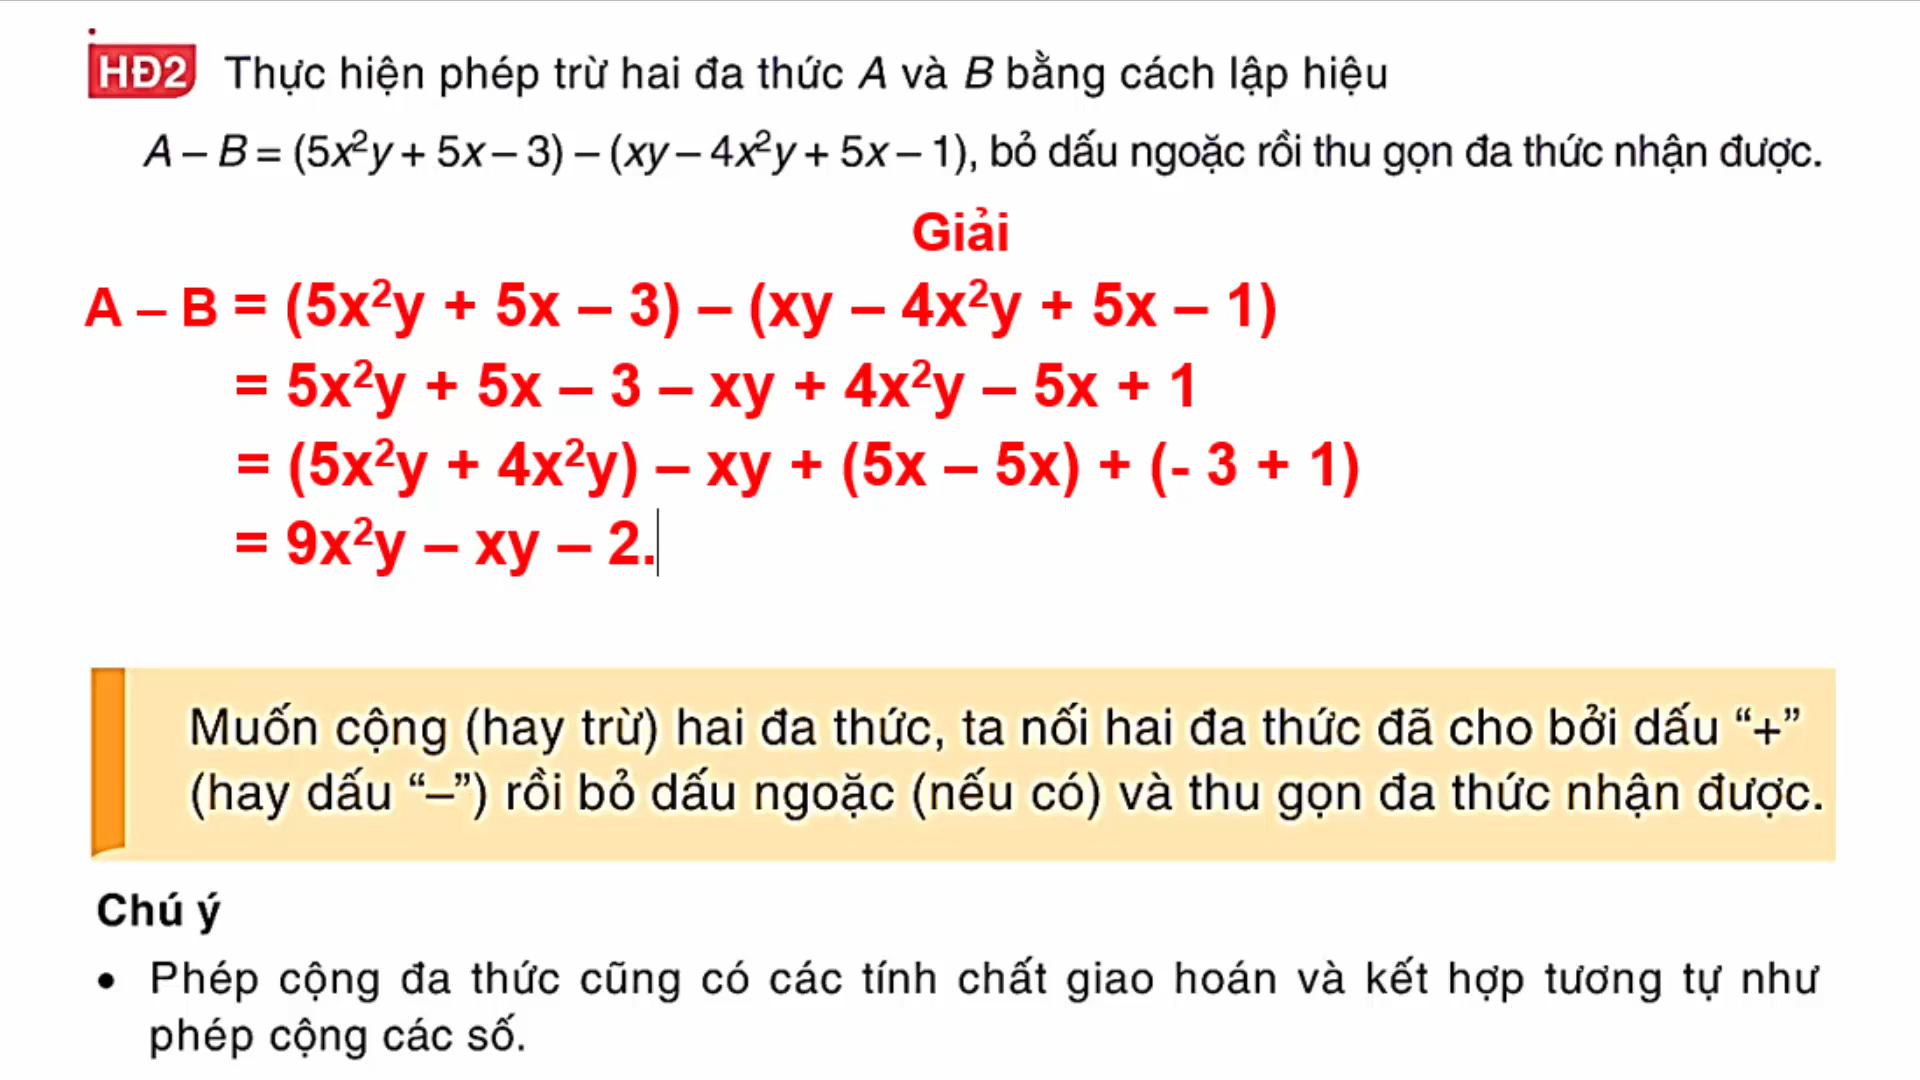 HĐ2 Thực hiện phép trừ hai đa thức A và B bằng cách lập hiệu
A – B = (5x²y + 5x – 3) – (xy – 4x²y + 5x – 1), bỏ dấu ngoặc rồi thu gọn đa thức nhận được.
Giải
A – B = (5x²y + 5x – 3) – (xy – 4x²y + 5x – 1)
= 5x²y + 5x – 3 – xy + 4x²y – 5x + 1
= (5x²y + 4x²y) – xy + (5x – 5x) + (- 3 + 1)
= 9x²y – xy – 2.
Muốn cộng (hay trừ) hai đa thức, ta nối hai đa thức đã cho bởi dấu “+”
(hay dấu “–”) rồi bỏ dấu ngoặc (nếu có) và thu gọn đa thức nhận được.
Chú ý
• Phép cộng đa thức cũng có các tính chất giao hoán và kết hợp tương tự như
phép cộng các số.